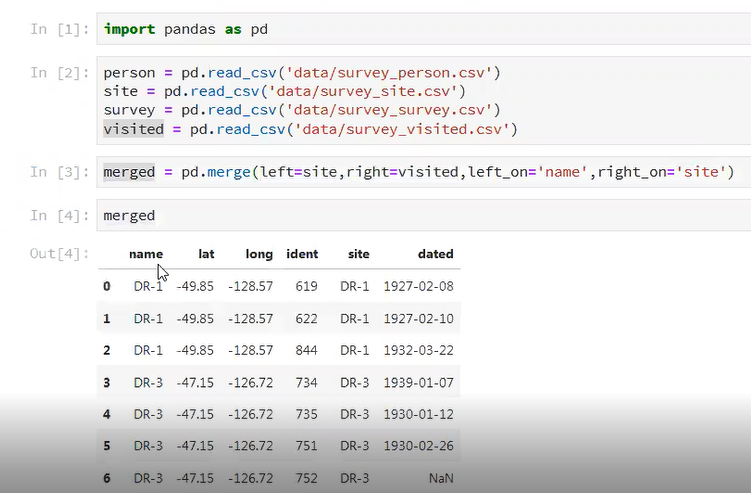 In [1]: import pandas as pd
In [2]: person = pd.read_csv('data/survey_person.csv')
site = pd.read_csv('data/survey_site.csv')
survey = pd.read_csv('data/survey_survey.csv')
visited = pd.read_csv('data/survey_visited.csv')
In [3]: merged = pd.merge(left=site,right=visited,left_on='name',right_on='site')
In [4]: merged
Out[4]: name lat long ident site dated
0 DR-1 -49.85 -128.57 619 DR-1 1927-02-08
1 DR-1 -49.85 -128.57 622 DR-1 1927-02-10
2 DR-1 -49.85 -128.57 844 DR-1 1932-03-22
3 DR-3 -47.15 -126.72 734 DR-3 1939-01-07
4 DR-3 -47.15 -126.72 735 DR-3 1930-01-12
5 DR-3 -47.15 -126.72 751 DR-3 1930-02-26
6 DR-3 -47.15 -126.72 752 DR-3 NaN